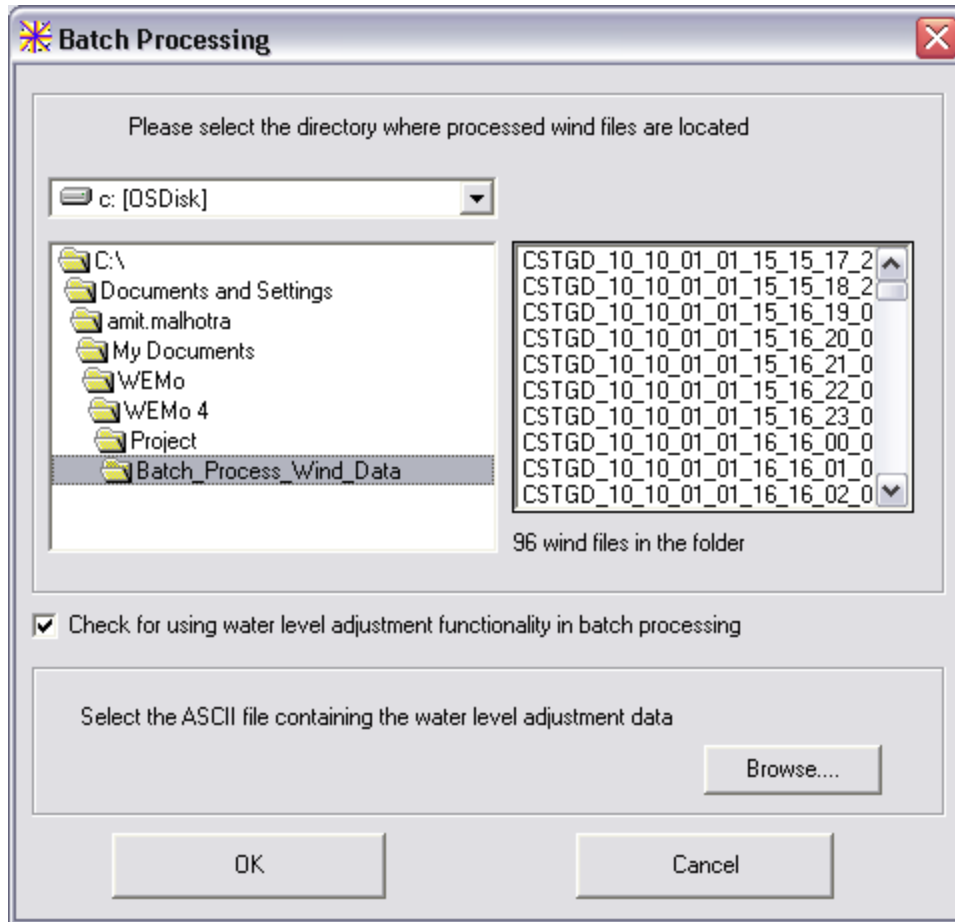 Batch Processing
Please select the directory where processed wind files are located
c: [OSDisk]
C:\
Documents and Settings
amit.malhotra
My Documents
WEMo
WEMo 4
Project
Batch_Process_Wind_Data
CSTGD_10_10_01_01_15_15_17_2
CSTGD_10_10_01_01_15_15_18_2
CSTGD_10_10_01_01_15_16_19_0
CSTGD_10_10_01_01_15_16_20_0
CSTGD_10_10_01_01_15_16_21_0
CSTGD_10_10_01_01_15_16_22_0
CSTGD_10_10_01_01_15_16_23_0
CSTGD_10_10_01_01_16_16_00_0
CSTGD_10_10_01_01_16_16_01_0
CSTGD_10_10_01_01_16_16_02_0
96 wind files in the folder
Check for using water level adjustment functionality in batch processing
Select the ASCII file containing the water level adjustment data
Browse....
OK
Cancel